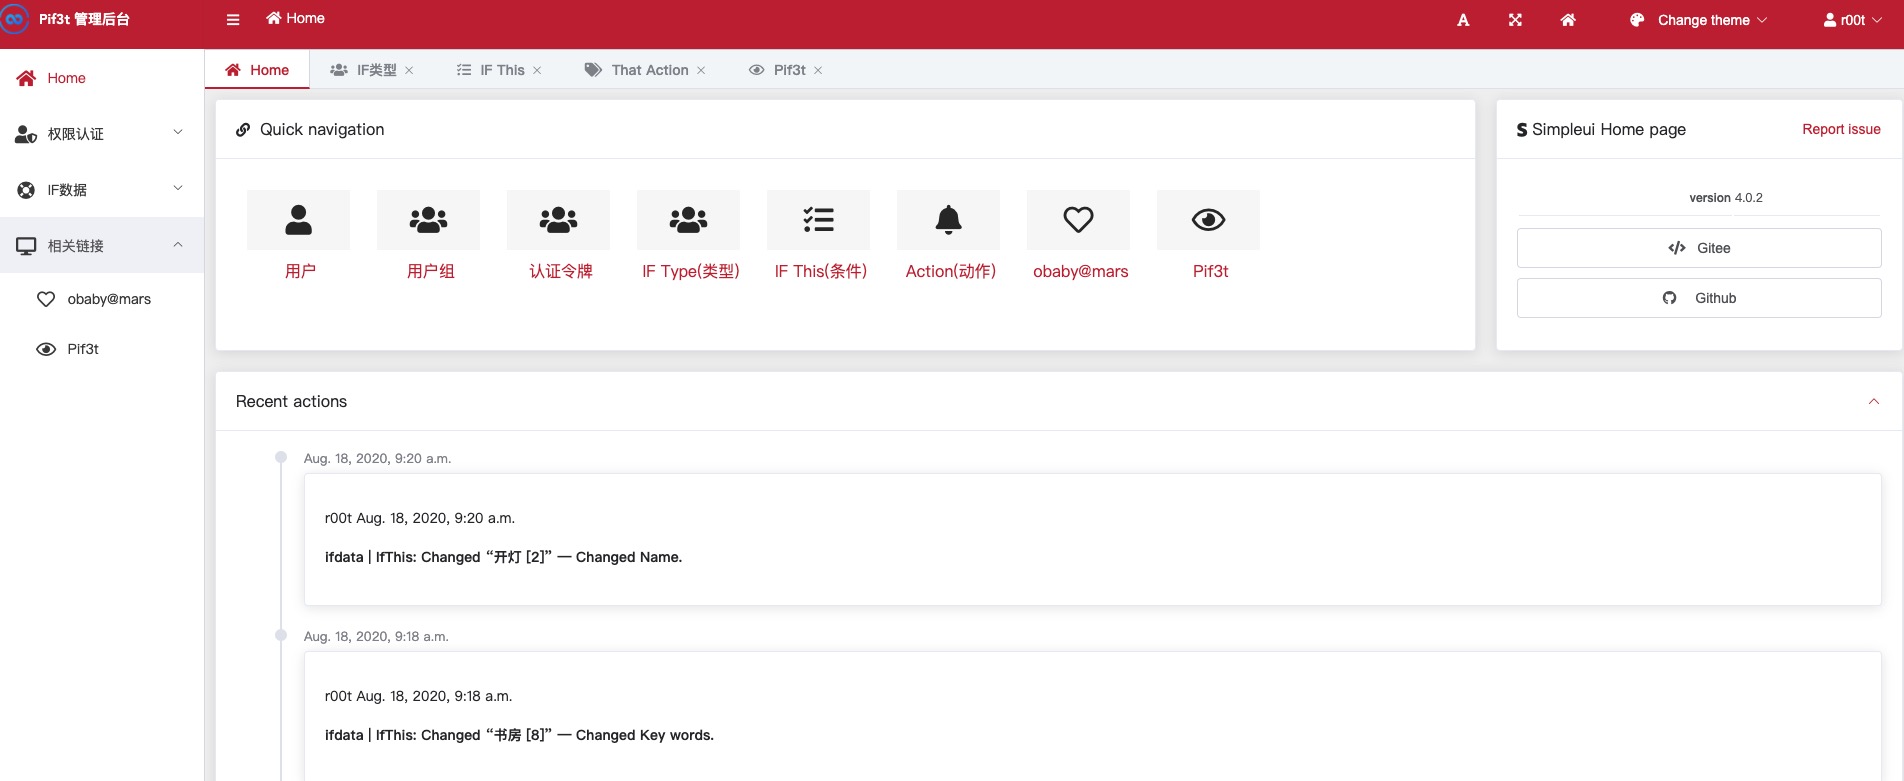 Pif3t 管理后台
Home
Change theme
r00t
Home
权限认证
IF数据
相关链接
obaby@mars
Pif3t
Home
IF类型
IF This
That Action
Pif3t
Quick navigation
用户
用户组
认证令牌
IF Type(类型)
IF This(条件)
Action(动作)
obaby@mars
Pif3t
Simpleui Home page
Report issue
version 4.0.2
Gitee
Github
Recent actions
Aug. 18, 2020, 9:20 a.m.
r00t Aug. 18, 2020, 9:20 a.m.
ifdata | IfThis: Changed “开灯 [2]” — Changed Name.
Aug. 18, 2020, 9:18 a.m.
r00t Aug. 18, 2020, 9:18 a.m.
ifdata | IfThis: Changed “书房 [8]” — Changed Key words.